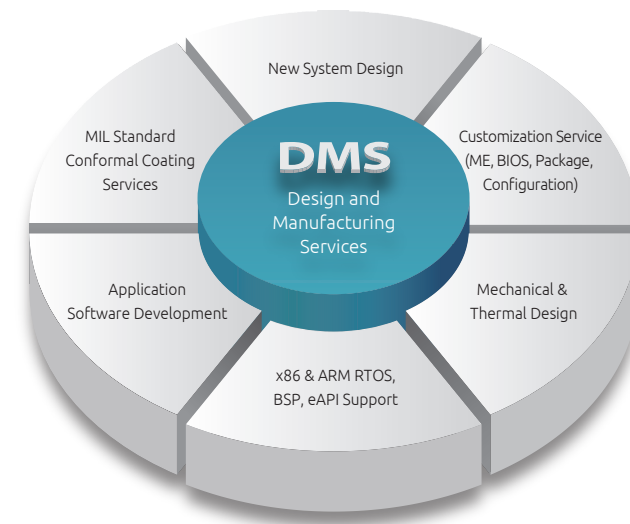 New System Design
MIL Standard
Conformal Coating
Services
DMS
Design and
Manufacturing
Services
Customization Service
(ME, BIOS, Package,
Configuration)
Application
Software Development
Mechanical &
Thermal Design
x86 & ARM RTOS,
BSP, eAPI Support